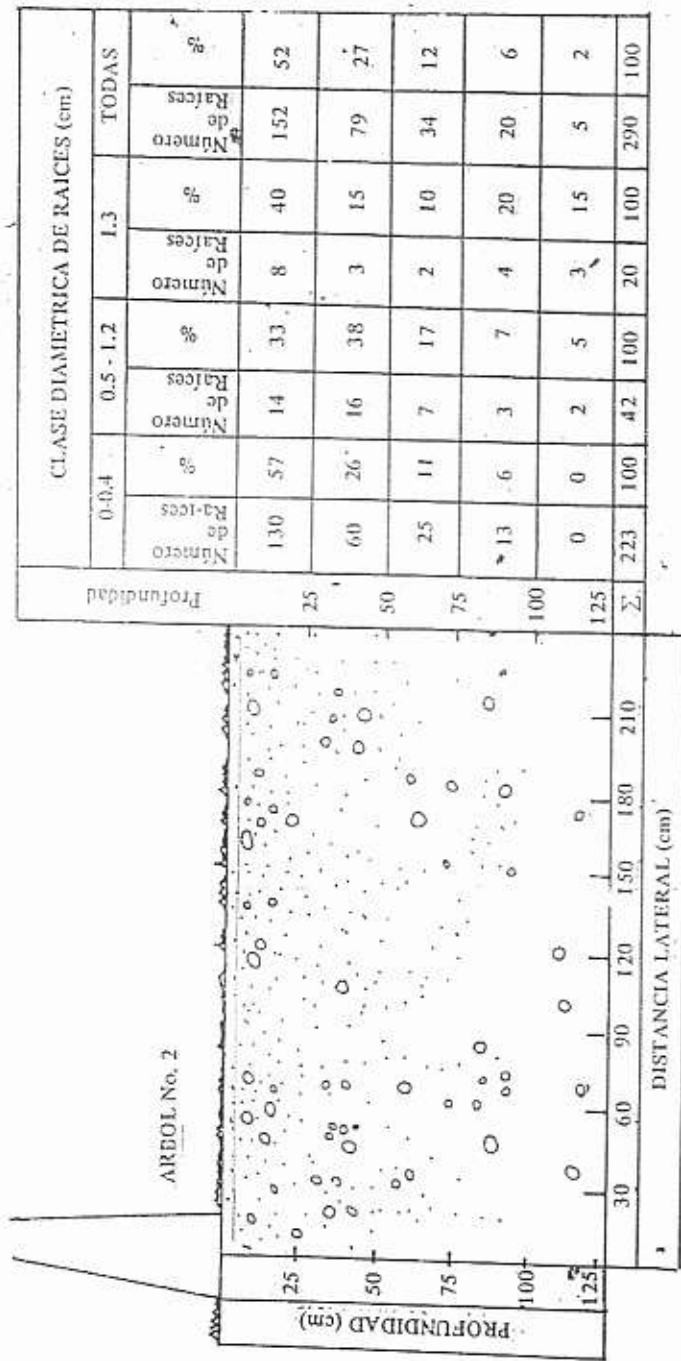 ARBOL No. 2
PROFUNDIDAD (cm)
25
50
75
100
125
30 60 90 120 150 180 210
DISTANCIA LATERAL (cm)
CLASE DIAMETRICA DE RAICES (cm)
Profundidad 0-0.4 0.5 - 1.2 1.3 TODAS
Número de Raíces % Número de Raíces % Número de Raíces % Número de Raíces %
25 130 57 14 33 8 40 152 52
50 60 26 16 38 3 15 79 27
75 25 11 7 17 2 10 34 12
100 13 6 3 7 4 20 20 6
125 0 0 2 5 3 15 5 2
Σ 223 100 42 100 20 100 290 100